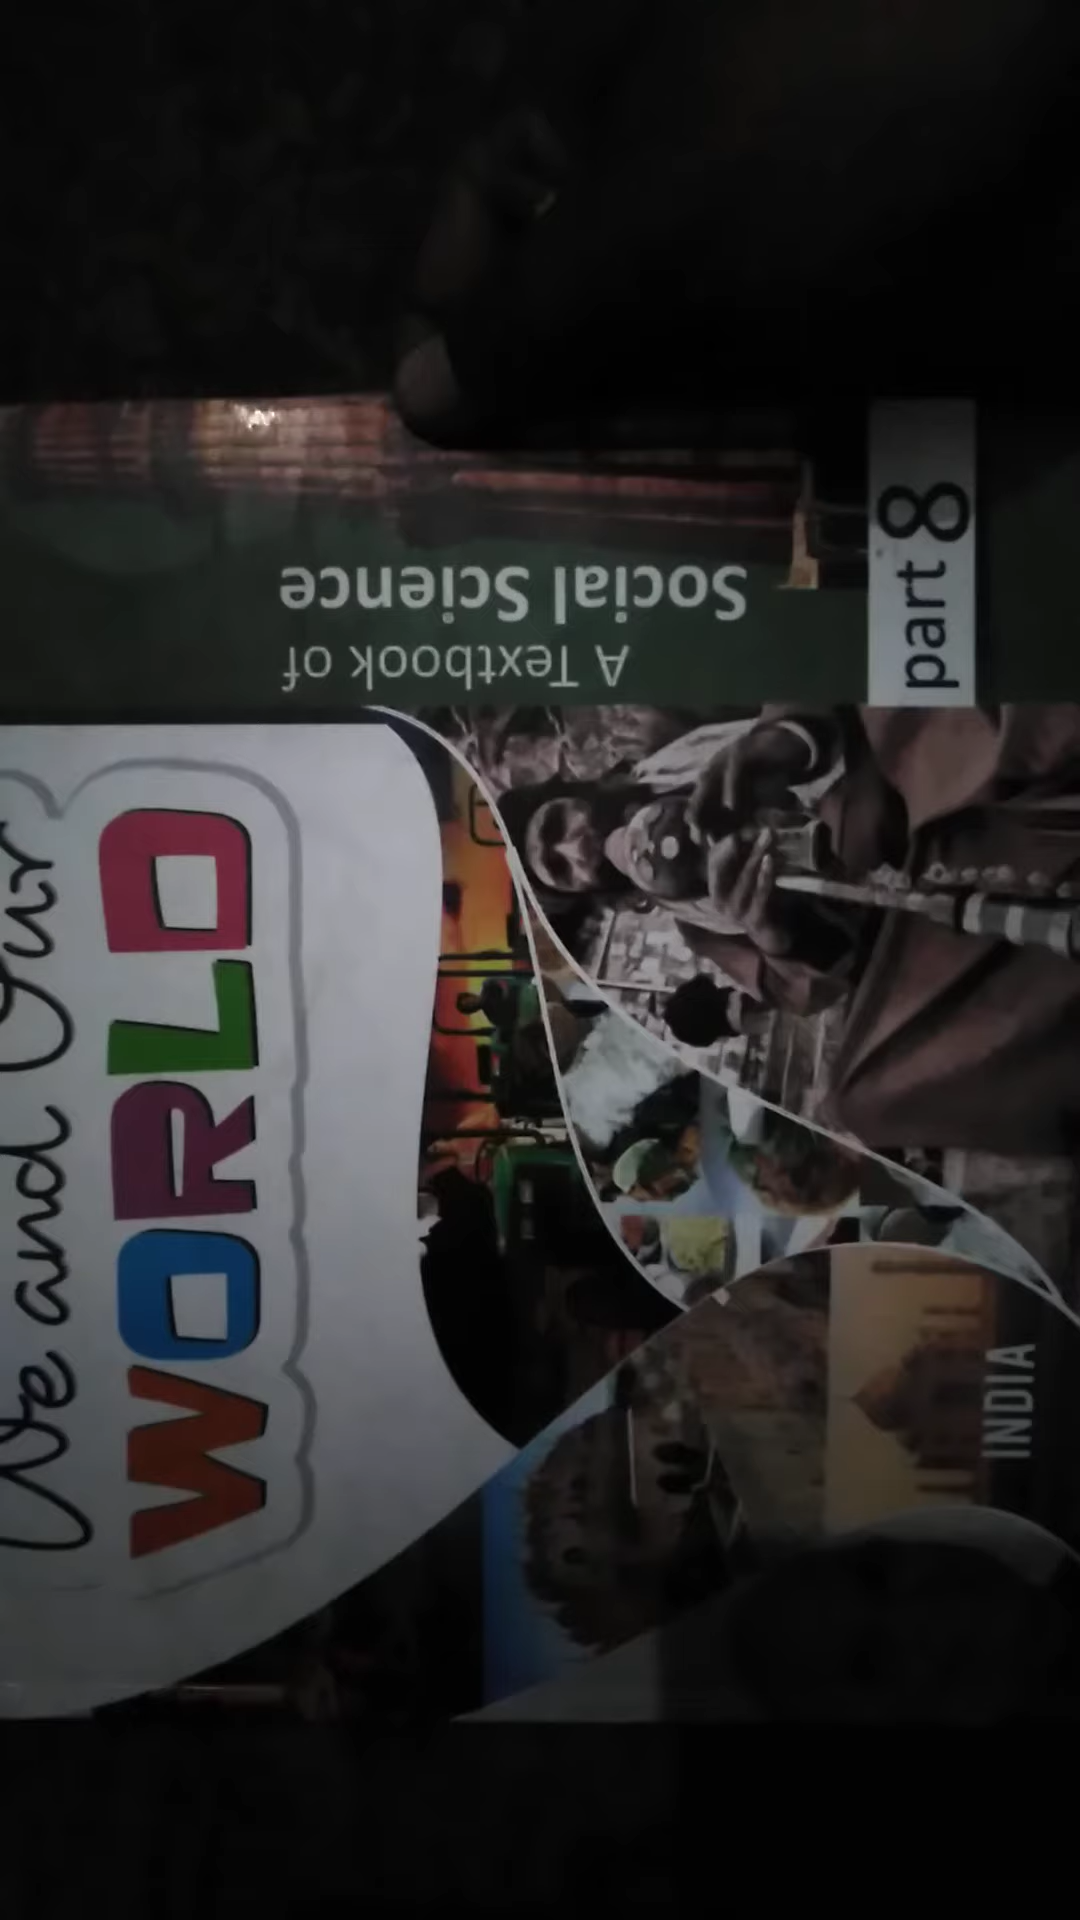 We and Our
WORLD
A Textbook of
Social Science
part 8
INDIA